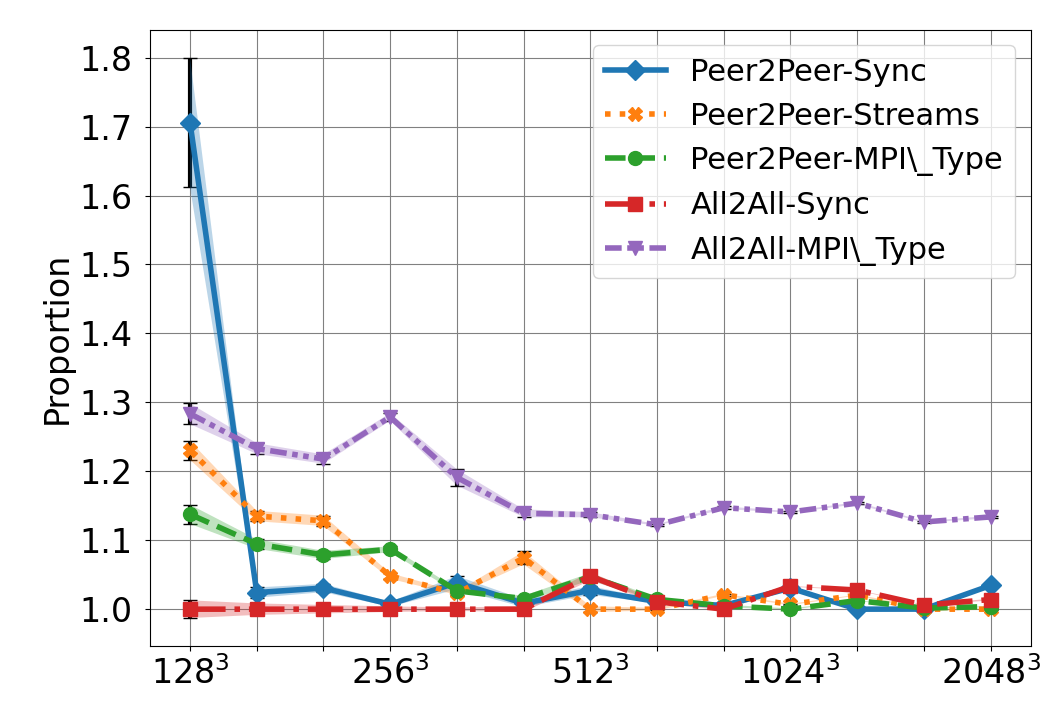 Proportion
1.8
1.7
1.6
1.5
1.4
1.3
1.2
1.1
1.0
128³
256³
512³
1024³
2048³
Peer2Peer-Sync
Peer2Peer-Streams
Peer2Peer-MPI\_Type
All2All-Sync
All2All-MPI\_Type